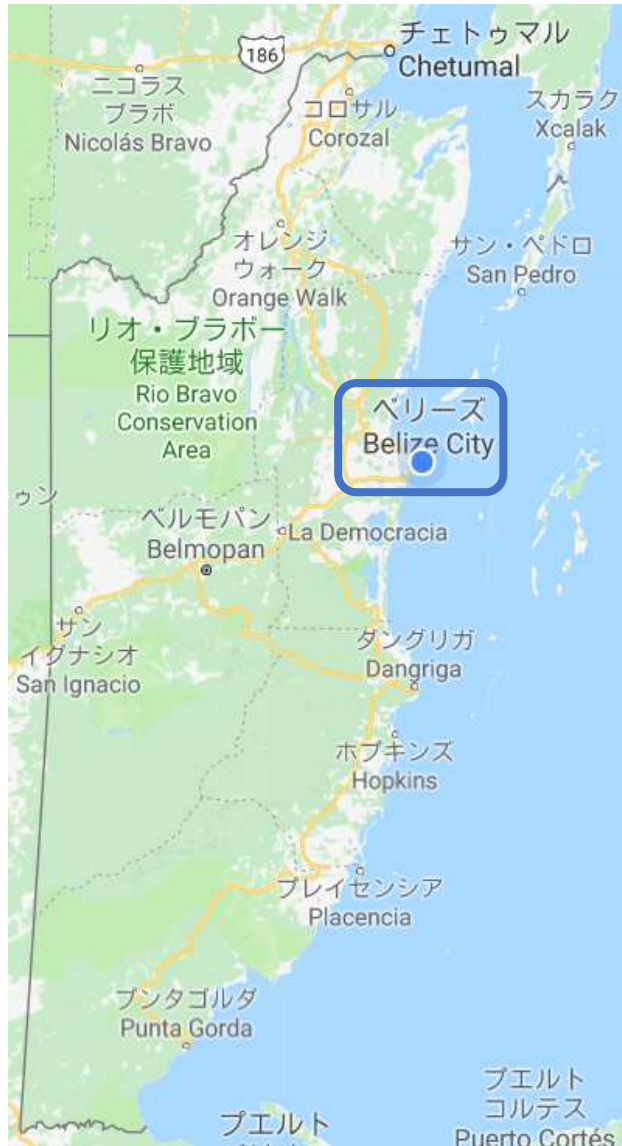 チェトゥマル
Chetumal
186
ニコラス
ブラボ
Nicolás Bravo
コロサル
Corozal
スカラク
Xcalak
オレンジ
ウォーク
Orange Walk
サン・ペドロ
San Pedro
リオ・ブラボー
保護地域
Rio Bravo
Conservation
Area
ベリーズ
Belize City
ゥン
ベルモパン
Belmopan
La Democracia
サン
イグナシオ
San Ignacio
ダングリガ
Dangriga
ホプキンズ
Hopkins
プレイセンシア
Placencia
プンタゴルダ
Punta Gorda
プエルト
コルテス
Puerto Cortés
プエルト